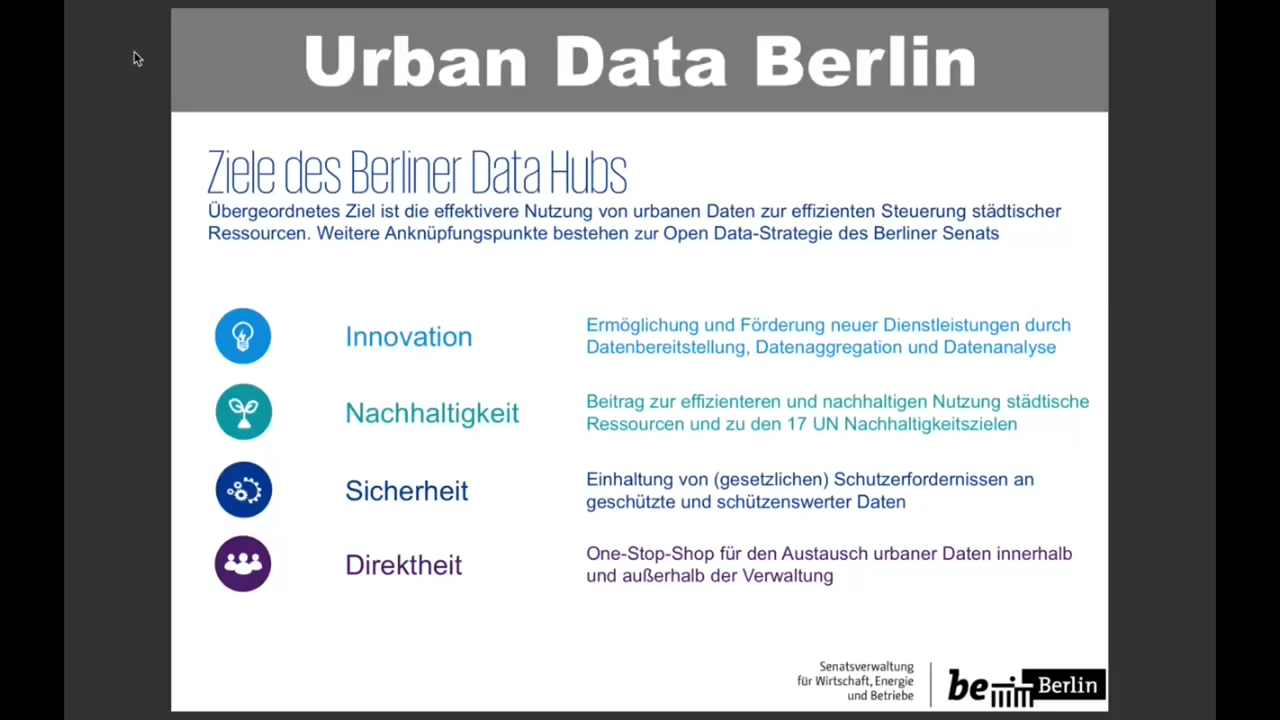 Urban Data Berlin
Ziele des Berliner Data Hubs
Übergeordnetes Ziel ist die effektivere Nutzung von urbanen Daten zur effizienten Steuerung städtischer
Ressourcen. Weitere Anknüpfungspunkte bestehen zur Open Data-Strategie des Berliner Senats
Innovation
Ermöglichung und Förderung neuer Dienstleistungen durch
Datenbereitstellung, Datenaggregation und Datenanalyse
Nachhaltigkeit
Beitrag zur effizienteren und nachhaltigen Nutzung städtische
Ressourcen und zu den 17 UN Nachhaltigkeitszielen
Sicherheit
Einhaltung von (gesetzlichen) Schutzerfordernissen an
geschützte und schützenswerter Daten
Direktheit
One-Stop-Shop für den Austausch urbaner Daten innerhalb
und außerhalb der Verwaltung
Senatsverwaltung
für Wirtschaft, Energie
und Betriebe
be Berlin